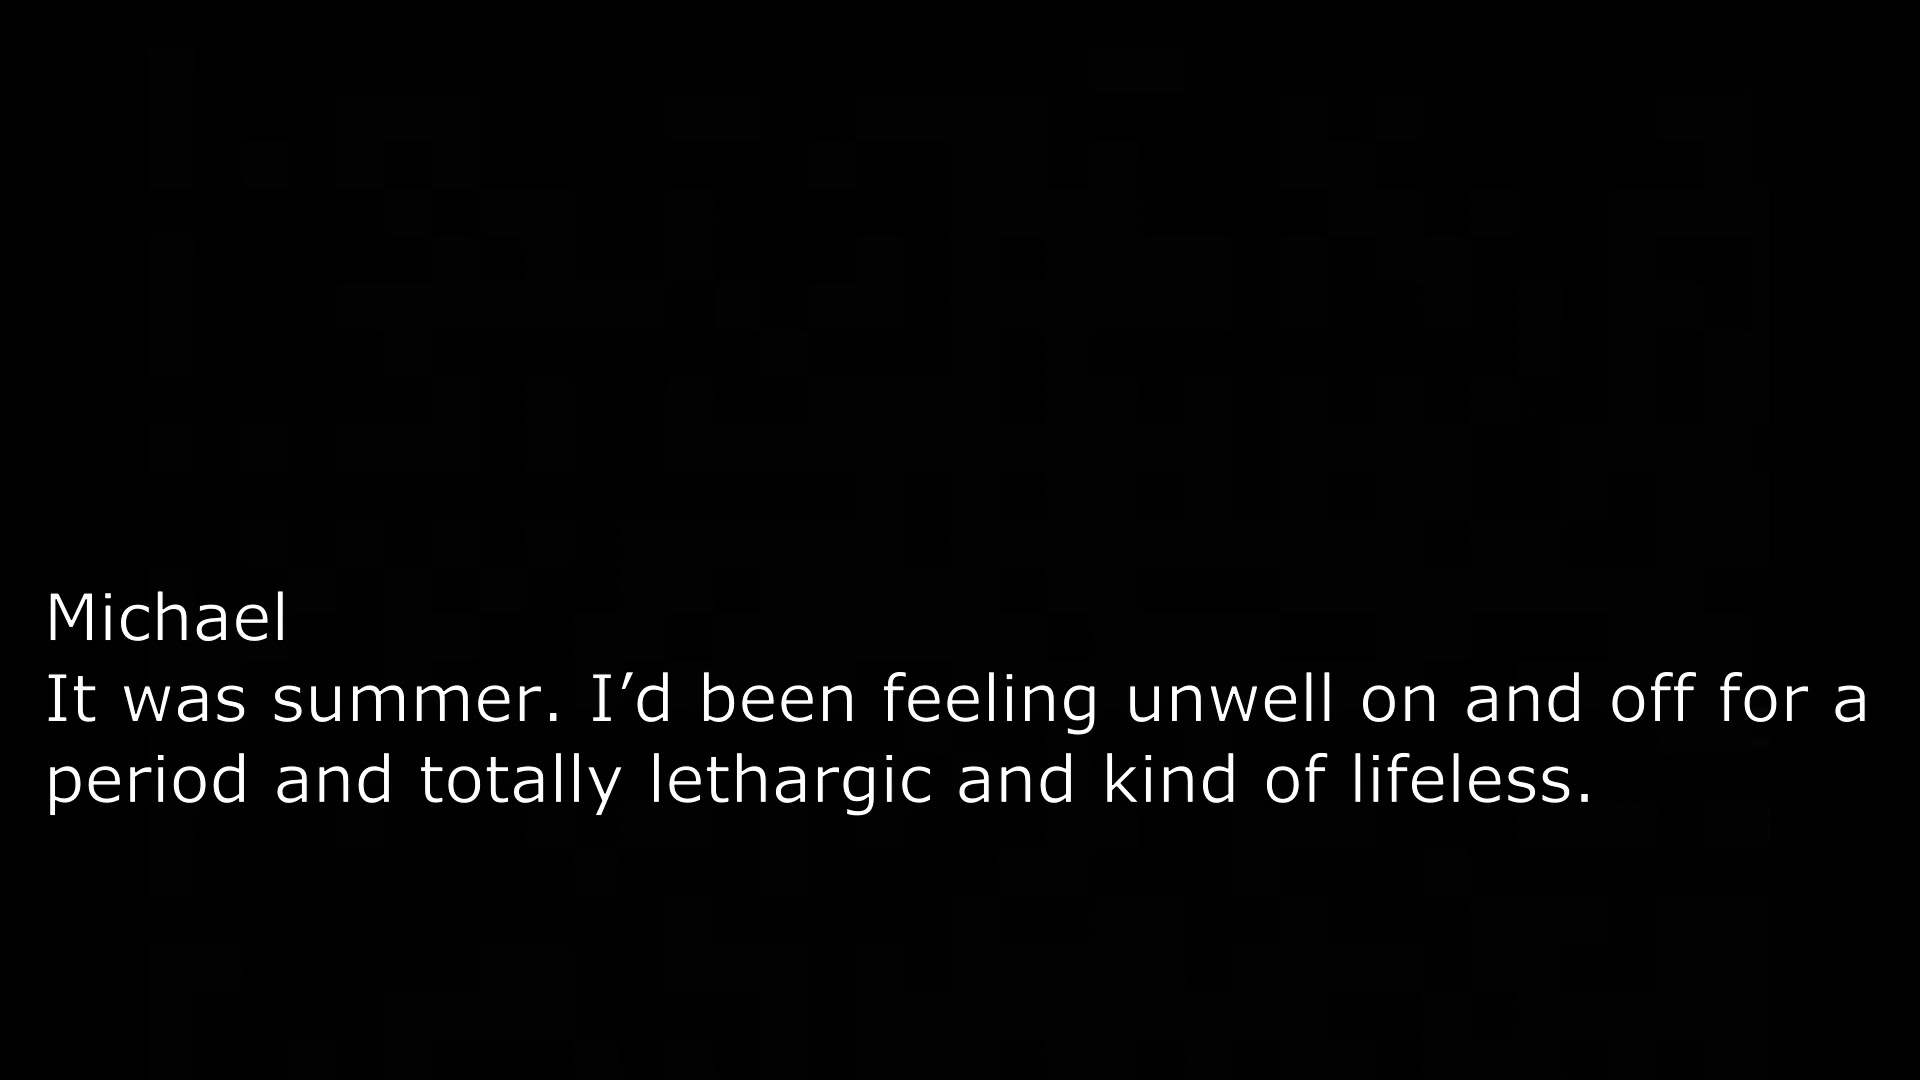 Michael
It was summer. I’d been feeling unwell on and off for a
period and totally lethargic and kind of lifeless.